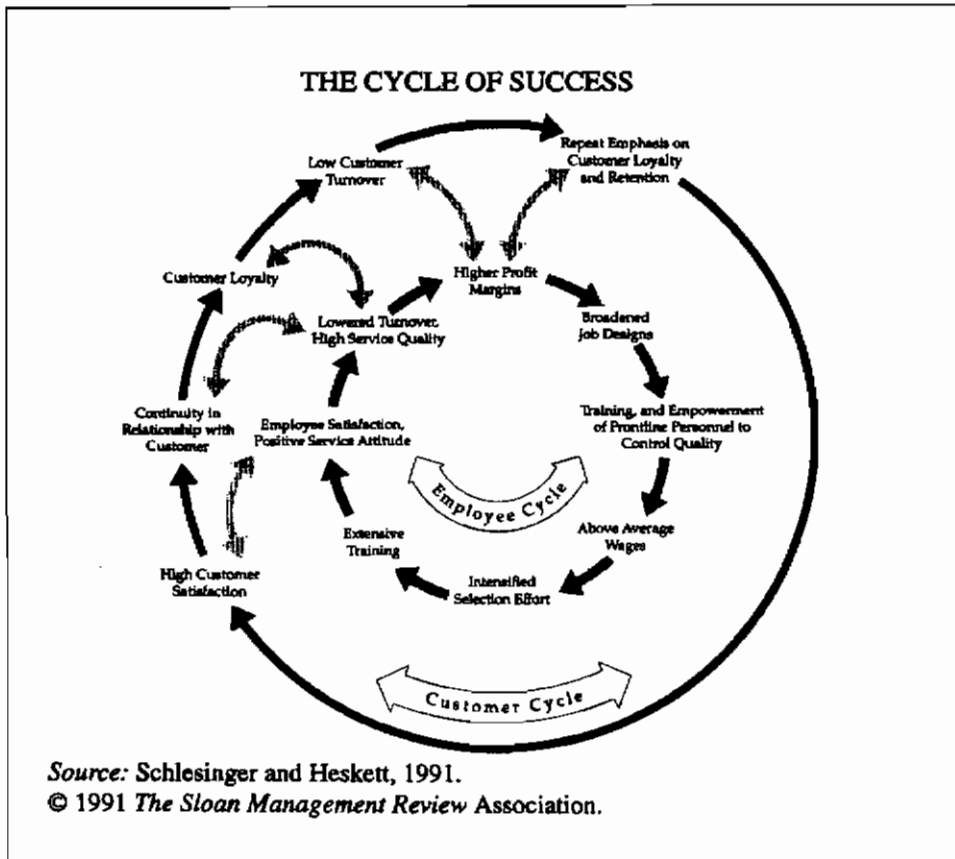 THE CYCLE OF SUCCESS
Low Customer
Turnover
Repeat Emphasis on
Customer Loyalty
and Retention
Customer Loyalty
Higher Profit
Margins
Lowered Turnover,
High Service Quality
Broadened
Job Designs
Continuity in
Relationship with
Customer
Employee Satisfaction,
Positive Service Attitude
Training, and Empowerment
of Frontline Personnel to
Control Quality
Employee Cycle
Extensive
Training
Above Average
Wages
High Customer
Satisfaction
Intensified
Selection Effort
Customer Cycle
Source: Schlesinger and Heskett, 1991.
© 1991 The Sloan Management Review Association.